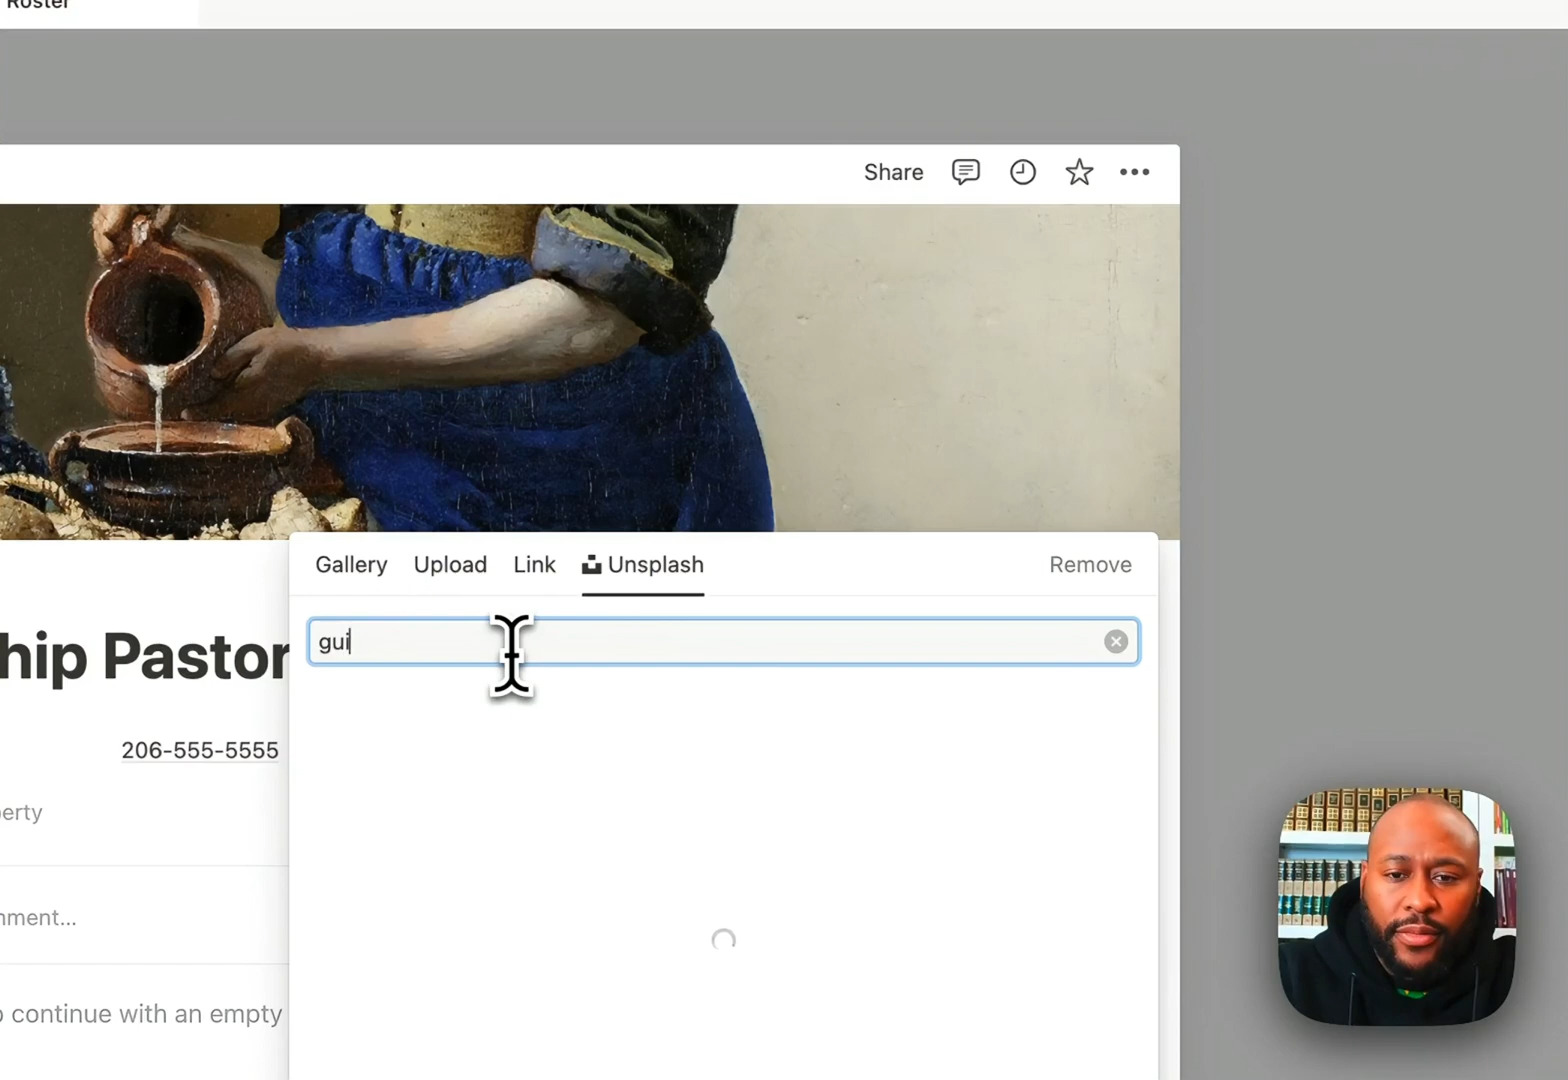 Roster
Share
Gallery Upload Link Unsplash Remove
gui
hip Pastor
206-555-5555
erty
nment...
continue with an empty